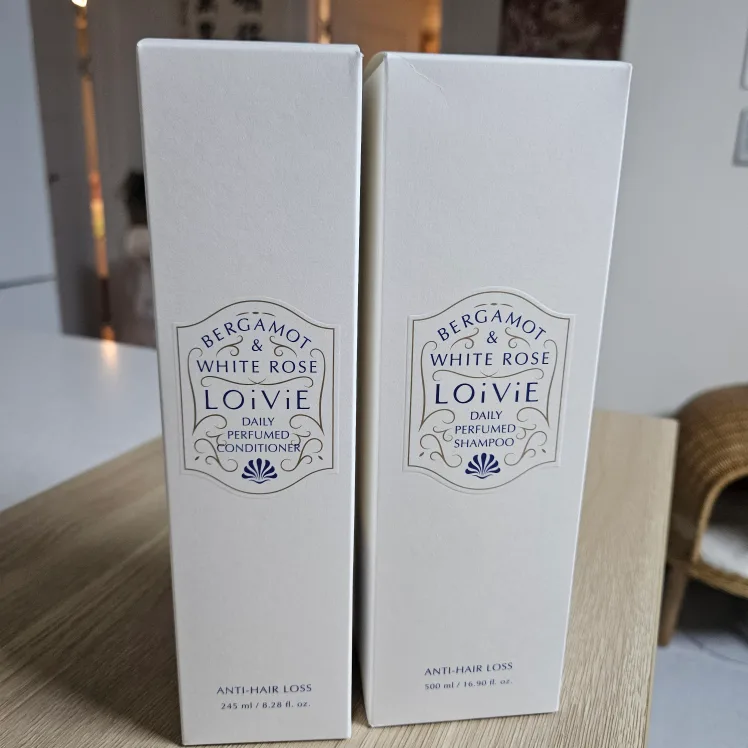 BERGAMOT
&
WHITE ROSE
LOiViE
DAILY
PERFUMED
CONDITIONER
ANTI-HAIR LOSS
245 ml / 8.28 fl. oz.
BERGAMOT
&
WHITE ROSE
LOiViE
DAILY
PERFUMED
SHAMPOO
ANTI-HAIR LOSS
500 ml / 16.90 fl. oz.